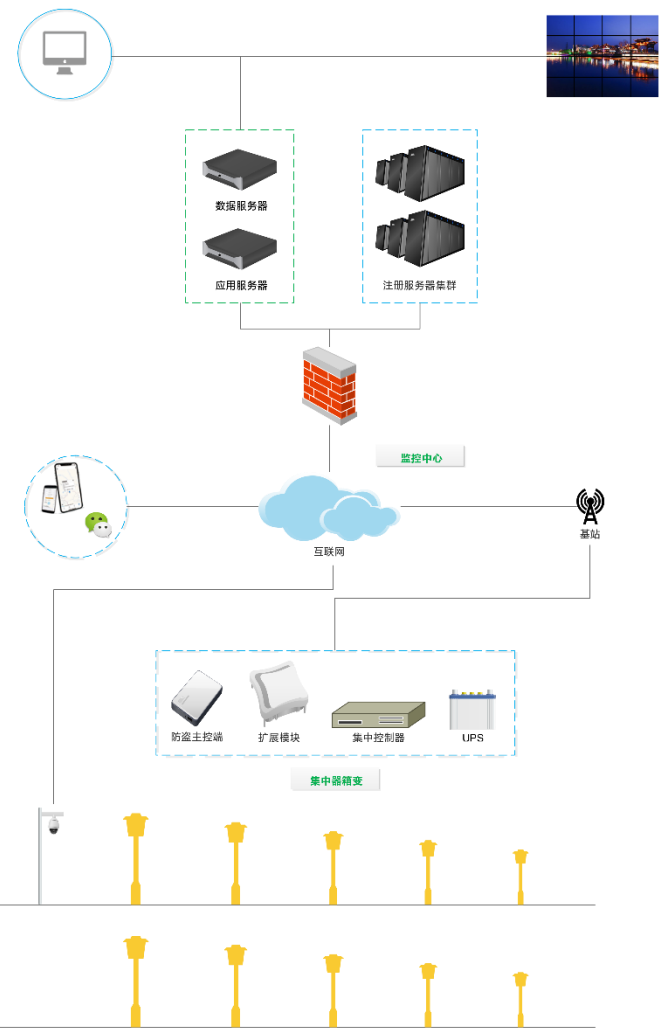 数据服务器
应用服务器
注册服务器集群
监控中心
互联网
基站
防盗主控端
扩展模块
集中控制器
UPS
集中器箱变